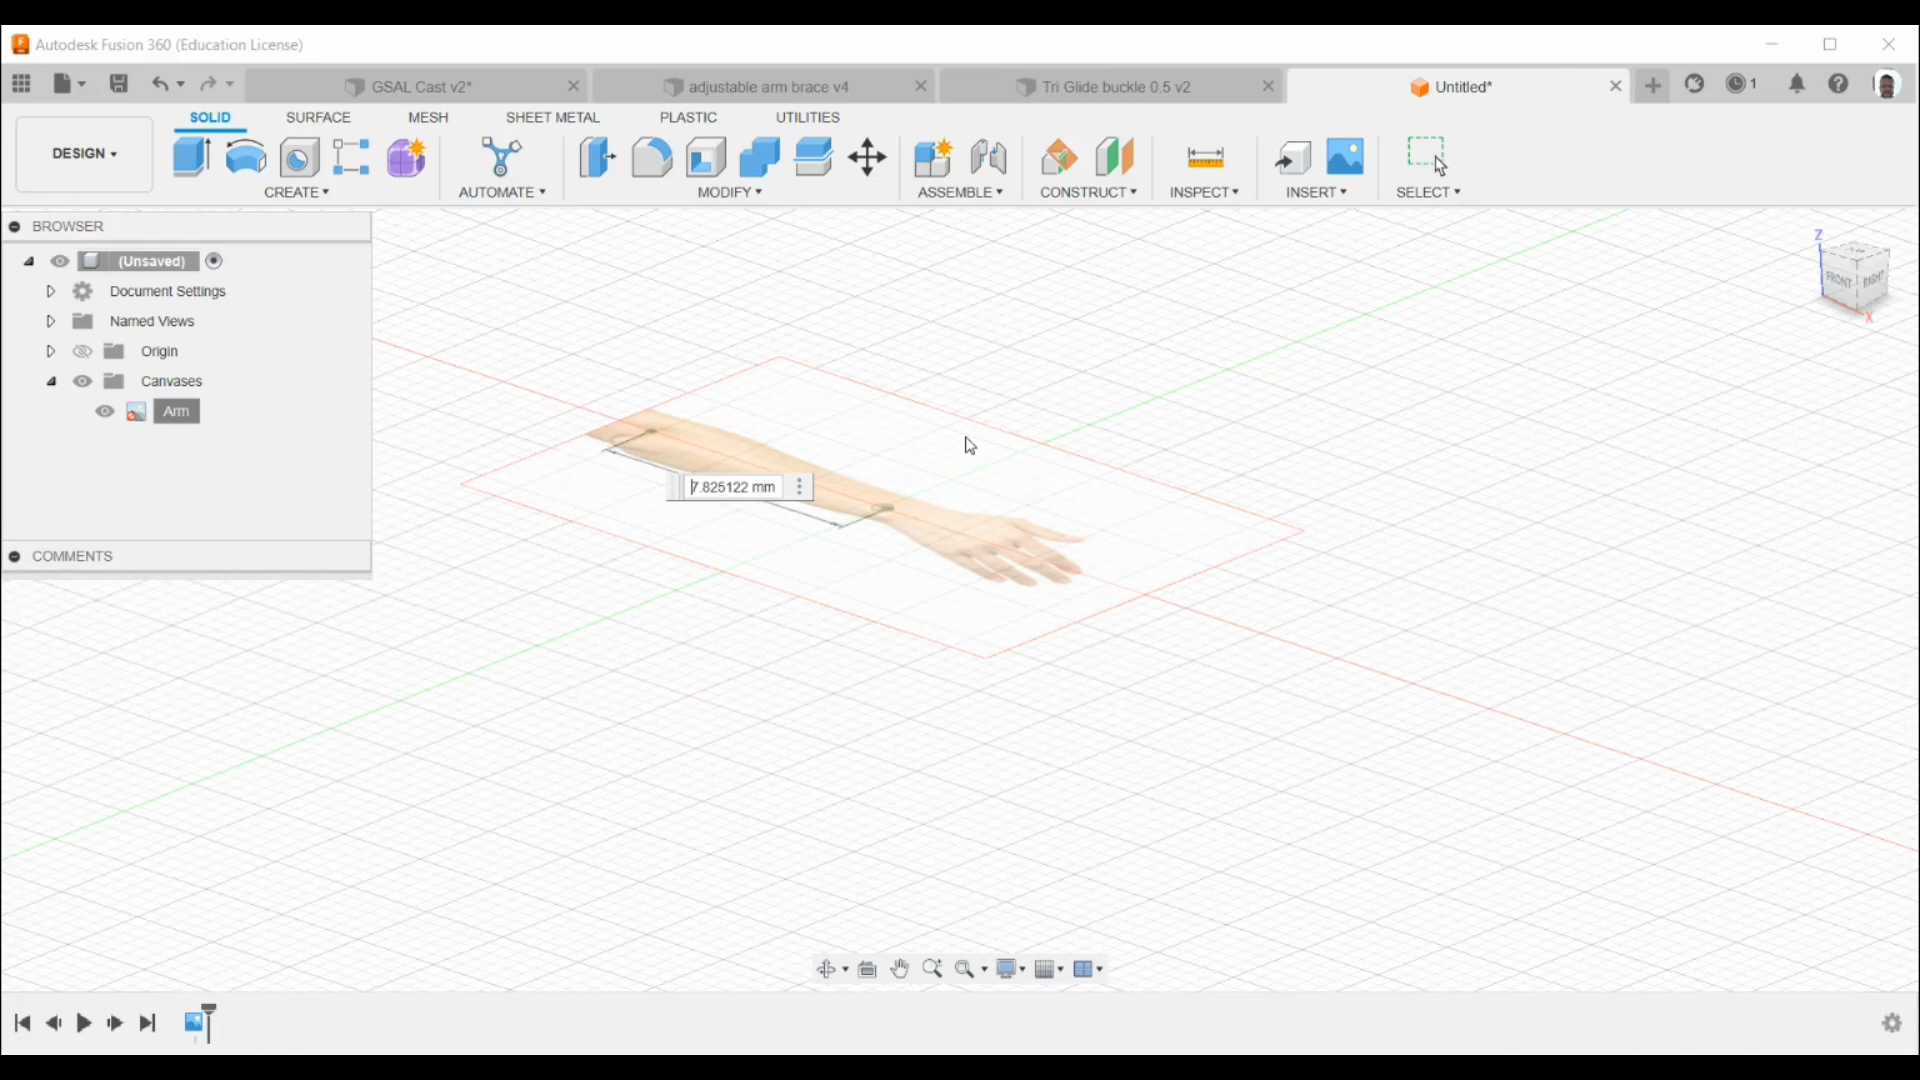 Autodesk Fusion 360 (Education License)
GSAL Cast v2*
adjustable arm brace v4
Tri Glide buckle 0.5 v2
Untitled*
1
SOLID SURFACE MESH SHEET METAL PLASTIC UTILITIES
DESIGN
CREATE AUTOMATE MODIFY ASSEMBLE CONSTRUCT INSPECT INSERT SELECT
BROWSER
(Unsaved)
Document Settings
Named Views
Origin
Canvases
Arm
COMMENTS
7.825122 mm
Z
FRONT RIGHT
X